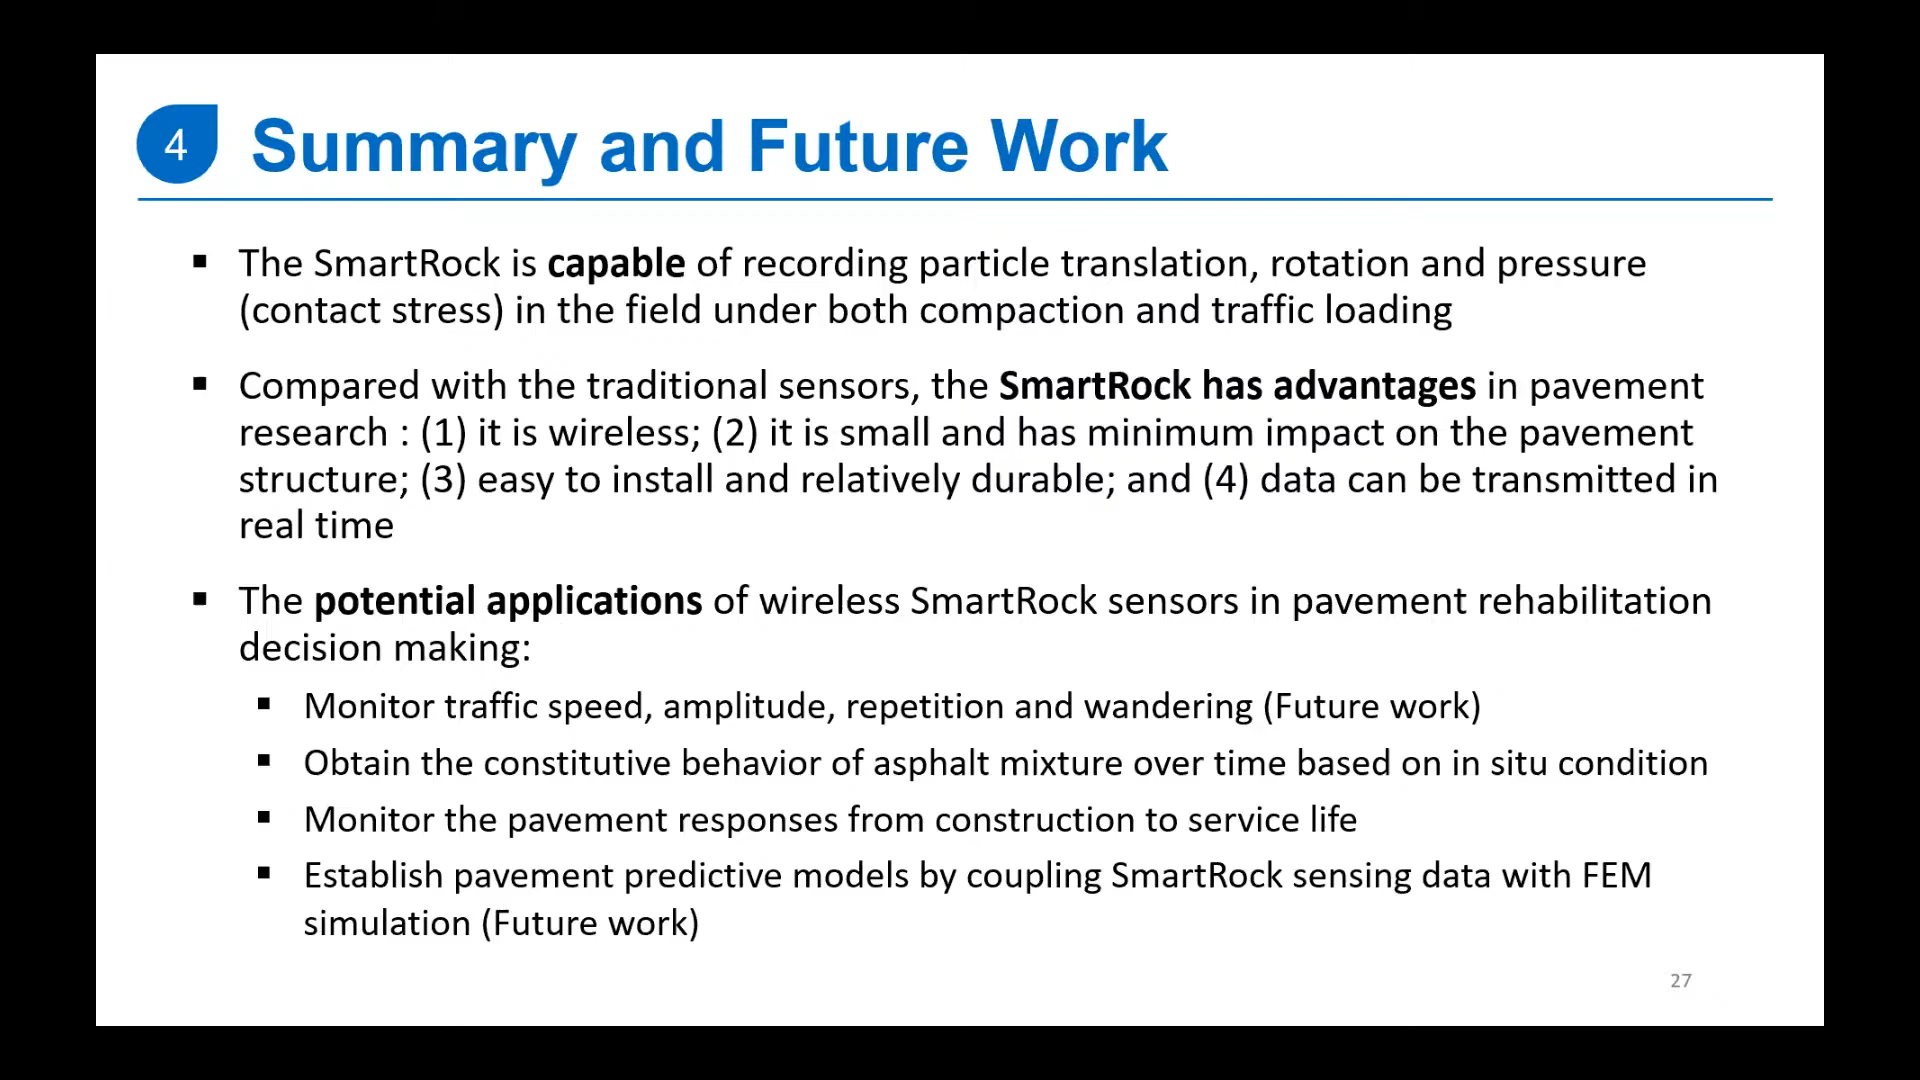 4 Summary and Future Work
▪ The SmartRock is capable of recording particle translation, rotation and pressure
(contact stress) in the field under both compaction and traffic loading
▪ Compared with the traditional sensors, the SmartRock has advantages in pavement
research : (1) it is wireless; (2) it is small and has minimum impact on the pavement
structure; (3) easy to install and relatively durable; and (4) data can be transmitted in
real time
▪ The potential applications of wireless SmartRock sensors in pavement rehabilitation
decision making:
▪ Monitor traffic speed, amplitude, repetition and wandering (Future work)
▪ Obtain the constitutive behavior of asphalt mixture over time based on in situ condition
▪ Monitor the pavement responses from construction to service life
▪ Establish pavement predictive models by coupling SmartRock sensing data with FEM
simulation (Future work)
27